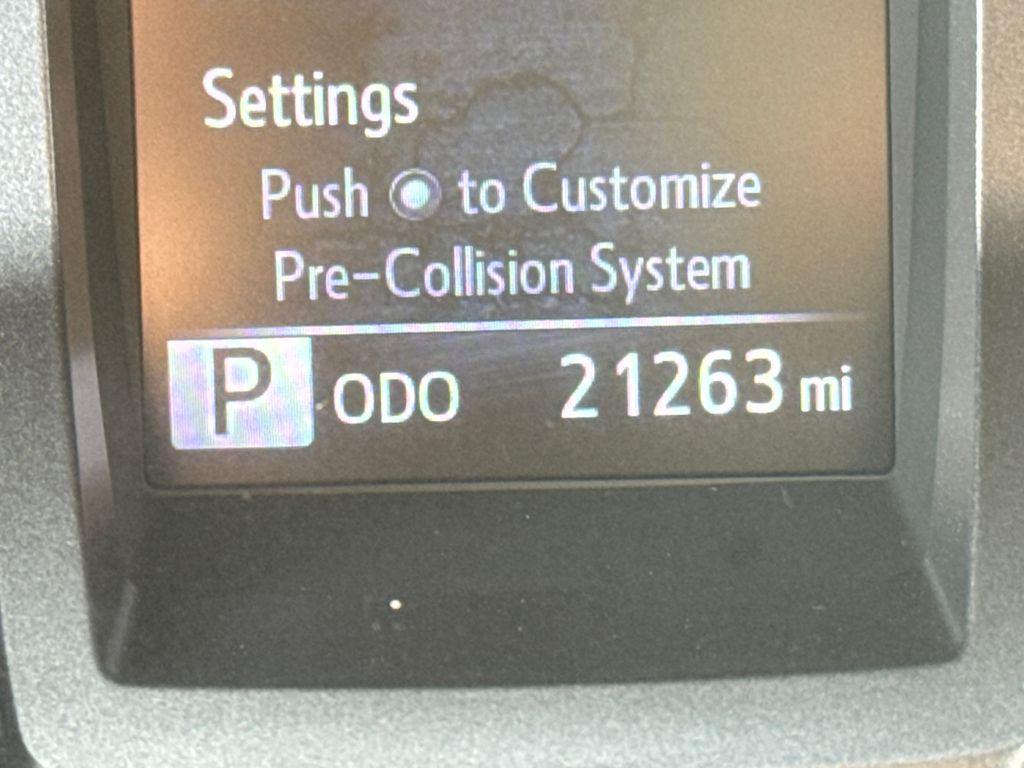 Settings
Push to Customize
Pre-Collision System
P ODO 21263 mi